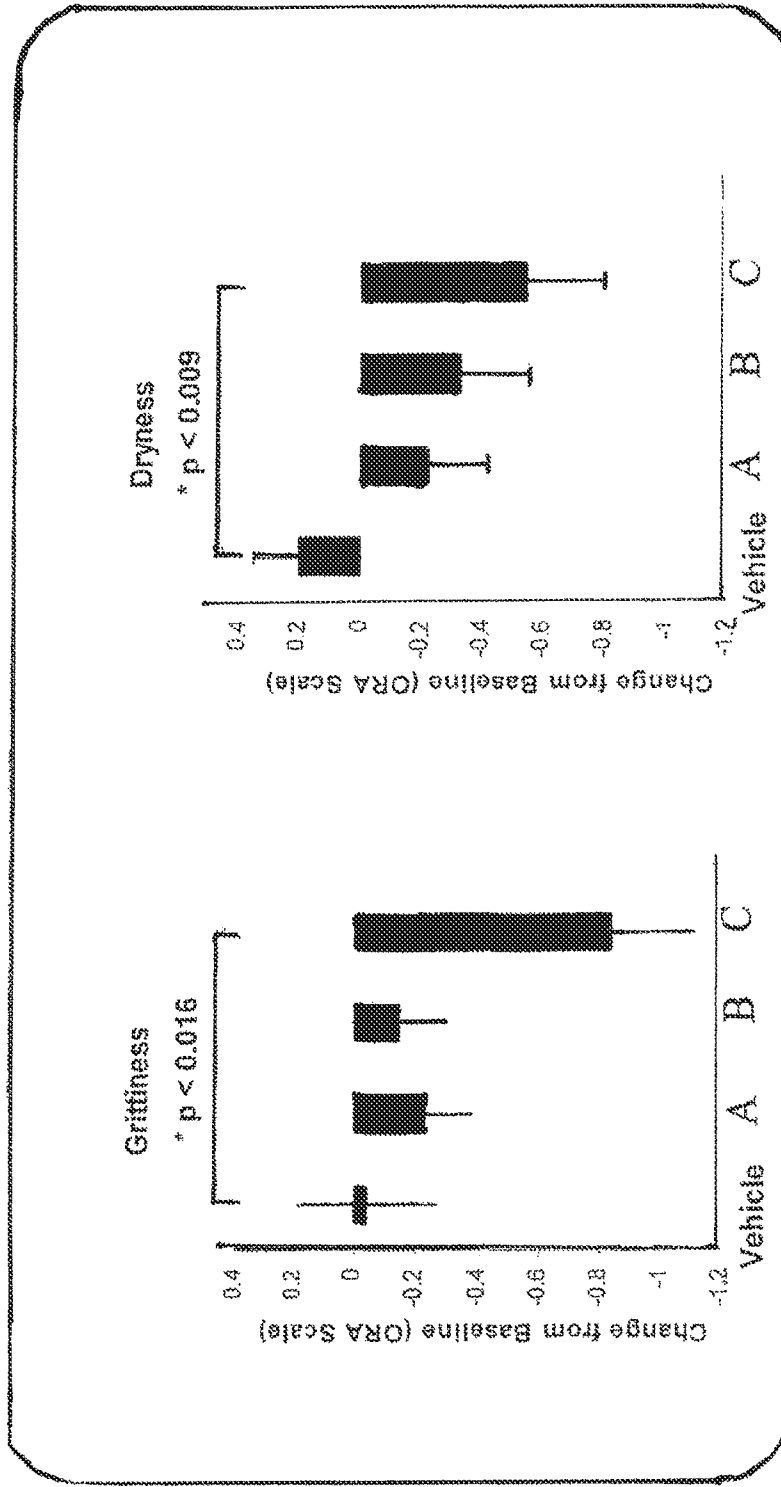 Grittiness
* p < 0.016
Change from Baseline (ORA Scale)
0.4
0.2
0
-0.2
-0.4
-0.6
-0.8
-1
-1.2
Vehicle A B C
Dryness
* p < 0.009
Change from Baseline (ORA Scale)
0.4
0.2
0
-0.2
-0.4
-0.6
-0.8
-1
-1.2
Vehicle A B C